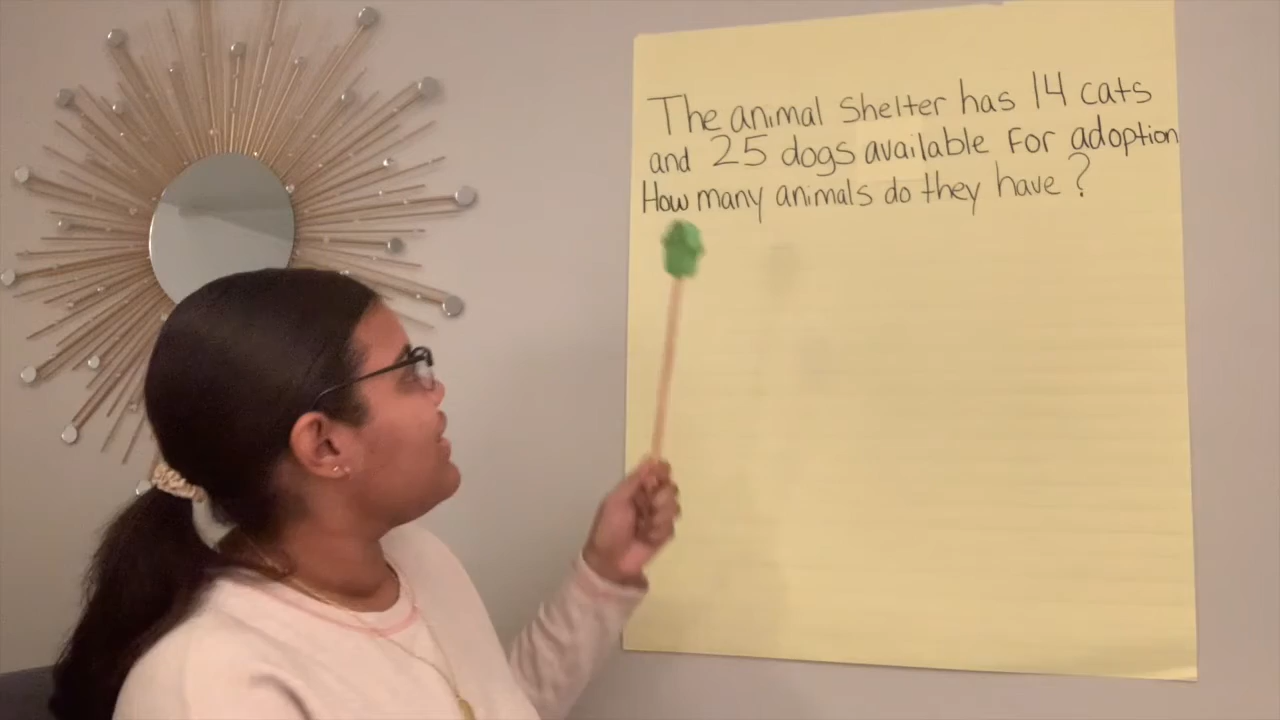 The animal shelter has 14 cats
and 25 dogs available for adoption
How many animals do they have?